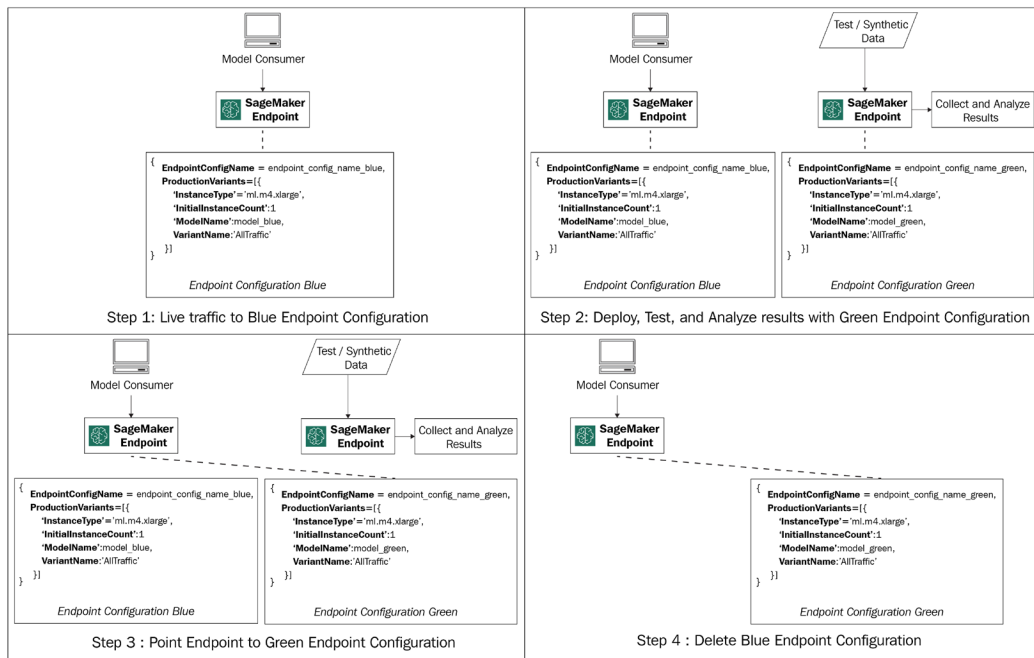 Model Consumer
SageMaker
Endpoint
{
EndpointConfigName = endpoint_config_name_blue,
ProductionVariants=[{
‘InstanceType’=’ml.m4.xlarge’,
‘InitialInstanceCount’:1
‘ModelName’:model_blue,
VariantName:’AllTraffic’
}]
}
Endpoint Configuration Blue
Step 1: Live traffic to Blue Endpoint Configuration
Model Consumer
SageMaker
Endpoint
{
EndpointConfigName = endpoint_config_name_blue,
ProductionVariants=[{
‘InstanceType’=’ml.m4.xlarge’,
‘InitialInstanceCount’:1
‘ModelName’:model_blue,
VariantName:’AllTraffic’
}]
}
Endpoint Configuration Blue
Test / Synthetic
Data
SageMaker
Endpoint
Collect and Analyze
Results
{
EndpointConfigName = endpoint_config_name_green,
ProductionVariants=[{
‘InstanceType’=’ml.m4.xlarge’,
‘InitialInstanceCount’:1
‘ModelName’:model_green,
VariantName:’AllTraffic’
}]
}
Endpoint Configuration Green
Step 2: Deploy, Test, and Analyze results with Green Endpoint Configuration
Model Consumer
SageMaker
Endpoint
Test / Synthetic
Data
SageMaker
Endpoint
Collect and Analyze
Results
{
EndpointConfigName = endpoint_config_name_blue,
ProductionVariants=[{
‘InstanceType’=’ml.m4.xlarge’,
‘InitialInstanceCount’:1
‘ModelName’:model_blue,
VariantName:’AllTraffic’
}]
}
Endpoint Configuration Blue
{
EndpointConfigName = endpoint_config_name_green,
ProductionVariants=[{
‘InstanceType’=’ml.m4.xlarge’,
‘InitialInstanceCount’:1
‘ModelName’:model_green,
VariantName:’AllTraffic’
}]
}
Endpoint Configuration Green
Step 3 : Point Endpoint to Green Endpoint Configuration
Model Consumer
SageMaker
Endpoint
{
EndpointConfigName = endpoint_config_name_green,
ProductionVariants=[{
‘InstanceType’=’ml.m4.xlarge’,
‘InitialInstanceCount’:1
‘ModelName’:model_green,
VariantName:’AllTraffic’
}]
}
Endpoint Configuration Green
Step 4 : Delete Blue Endpoint Configuration